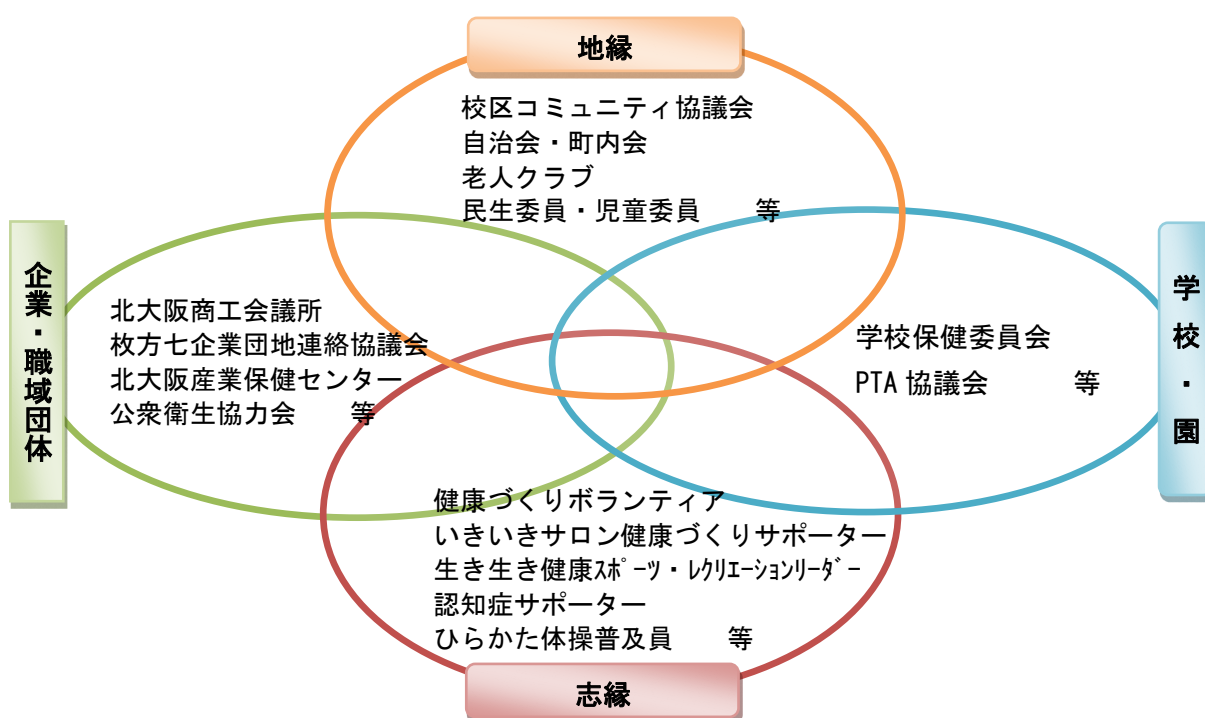 地縁
校区コミュニティ協議会
自治会・町内会
老人クラブ
民生委員・児童委員　　等
企業・職域団体
北大阪商工会議所
枚方七企業団地連絡協議会
北大阪産業保健センター
公衆衛生協力会　　等
学校・園
学校保健委員会
PTA 協議会　　　等
健康づくりボランティア
いきいきサロン健康づくりサポーター
生き生き健康ｽﾎﾟｰﾂ・ﾚｸﾘｴｰｼｮﾝﾘｰﾀﾞｰ
認知症サポーター
ひらかた体操普及員　　等
志縁